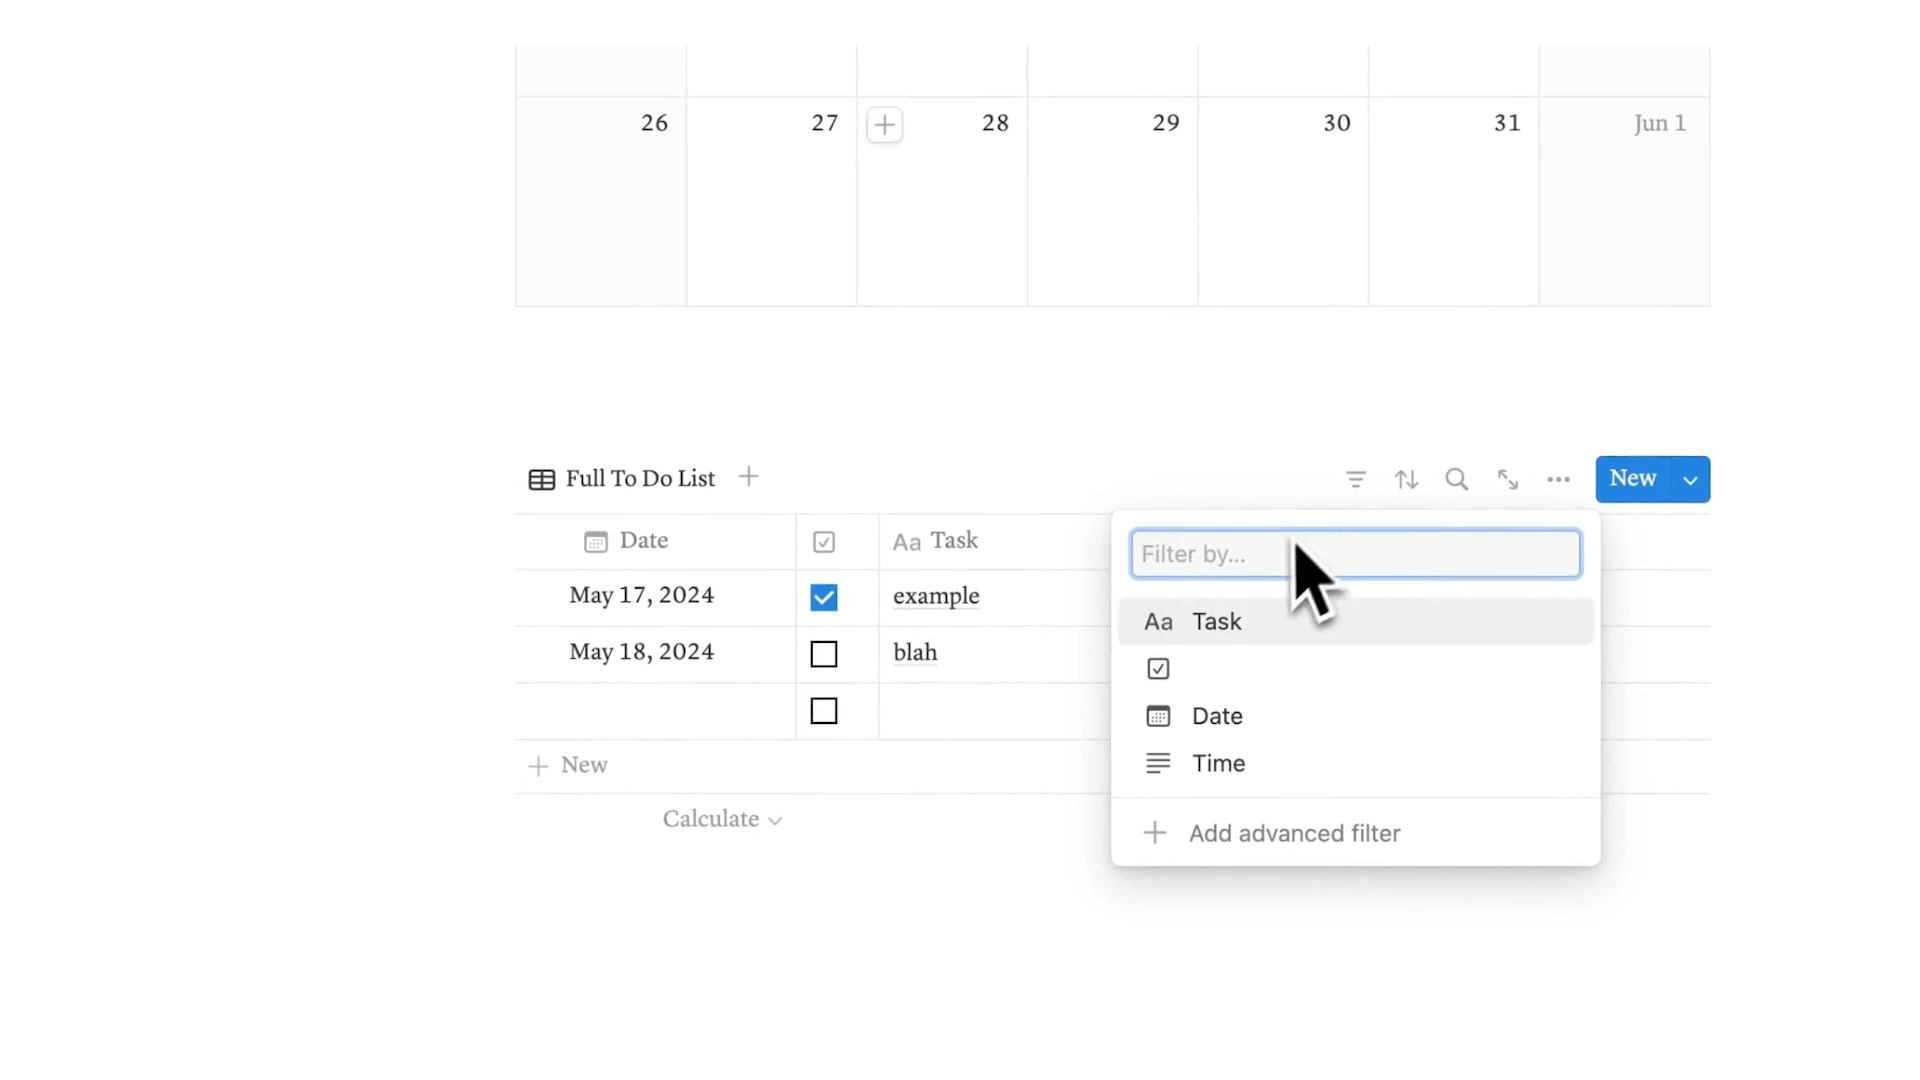 26 27 28 29 30 31 Jun 1
Full To Do List
New
Date Aa Task
Filter by...
May 17, 2024 example
Aa Task
May 18, 2024 blah
Date
New
Time
Calculate
Add advanced filter